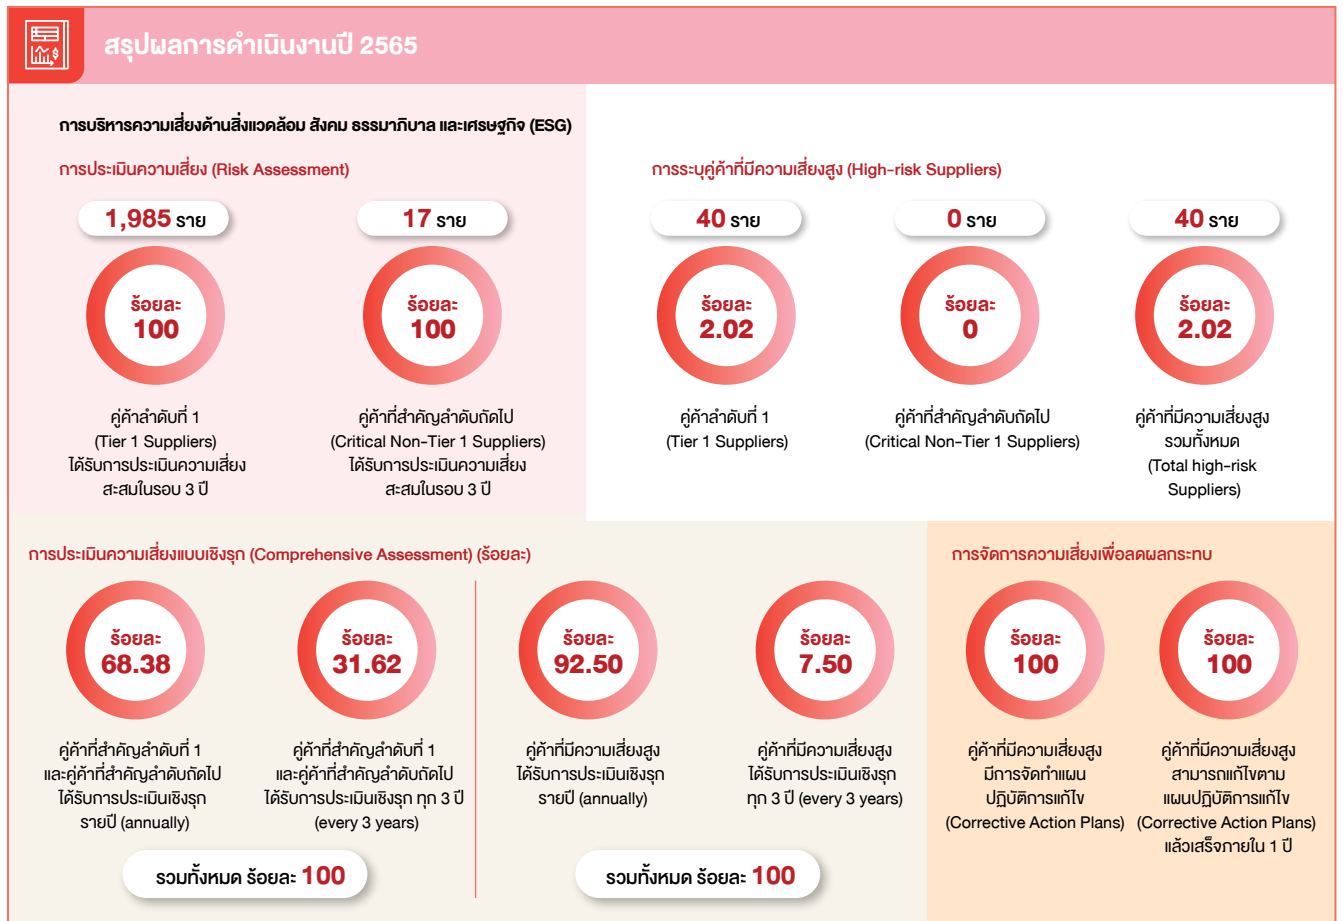 สรุปผลการดำเนินงานปี 2565
การบริหารความเสี่ยงด้านสิ่งแวดล้อม สังคม ธรรมาภิบาล และเศรษฐกิจ (ESG)
การประเมินความเสี่ยง (Risk Assessment)
1,985 ราย
ร้อยละ
100
คู่ค้าลำดับที่ 1
(Tier 1 Suppliers)
ได้รับการประเมินความเสี่ยง
สะสมในรอบ 3 ปี
17 ราย
ร้อยละ
100
คู่ค้าที่สำคัญลำดับถัดไป
(Critical Non-Tier 1 Suppliers)
ได้รับการประเมินความเสี่ยง
สะสมในรอบ 3 ปี
การระบุคู่ค้าที่มีความเสี่ยงสูง (High-risk Suppliers)
40 ราย
ร้อยละ
2.02
คู่ค้าลำดับที่ 1
(Tier 1 Suppliers)
0 ราย
ร้อยละ
0
คู่ค้าที่สำคัญลำดับถัดไป
(Critical Non-Tier 1 Suppliers)
40 ราย
ร้อยละ
2.02
คู่ค้าที่มีความเสี่ยงสูง
รวมทั้งหมด
(Total high-risk
Suppliers)
การประเมินความเสี่ยงแบบเชิงรุก (Comprehensive Assessment) (ร้อยละ)
ร้อยละ
68.38
คู่ค้าที่สำคัญลำดับที่ 1
และคู่ค้าที่สำคัญลำดับถัดไป
ได้รับการประเมินเชิงรุก
รายปี (annually)
ร้อยละ
31.62
คู่ค้าที่สำคัญลำดับที่ 1
และคู่ค้าที่สำคัญลำดับถัดไป
ได้รับการประเมินเชิงรุก ทุก 3 ปี
(every 3 years)
รวมทั้งหมด ร้อยละ 100
ร้อยละ
92.50
คู่ค้าที่มีความเสี่ยงสูง
ได้รับการประเมินเชิงรุก
รายปี (annually)
ร้อยละ
7.50
คู่ค้าที่มีความเสี่ยงสูง
ได้รับการประเมินเชิงรุก
ทุก 3 ปี (every 3 years)
รวมทั้งหมด ร้อยละ 100
การจัดการความเสี่ยงเพื่อลดผลกระทบ
ร้อยละ
100
คู่ค้าที่มีความเสี่ยงสูง
มีการจัดทำแผน
ปฏิบัติการแก้ไข
(Corrective Action Plans)
ร้อยละ
100
คู่ค้าที่มีความเสี่ยงสูง
สามารถแก้ไขตาม
แผนปฏิบัติการแก้ไข
(Corrective Action Plans)
แล้วเสร็จภายใน 1 ปี